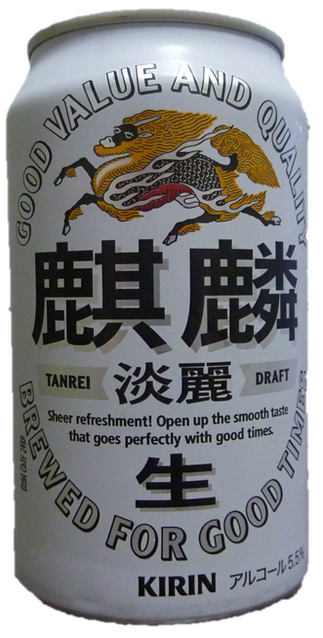 GOOD VALUE AND QUALITY
麒麟
TANREI 淡麗 DRAFT
Sheer refreshment! Open up the smooth taste
that goes perfectly with good times.
生
BREWED FOR GOOD TIMES
KIRIN アルコール5.5%